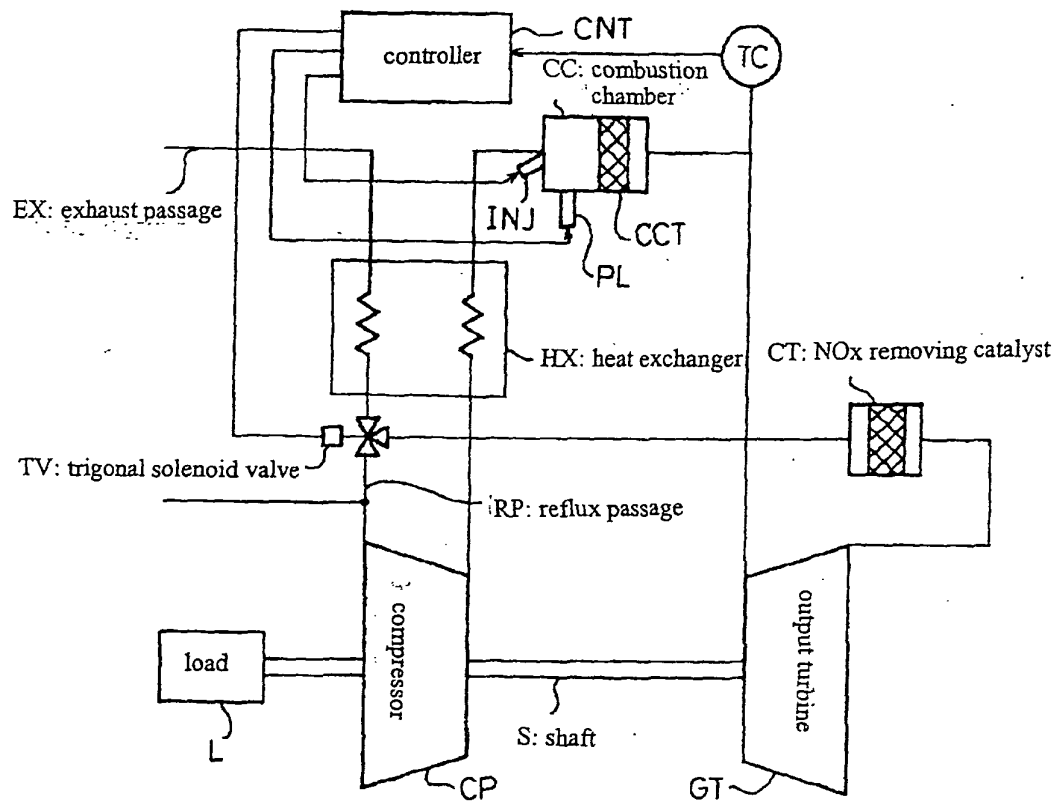 CNT
controller
TC
CC: combustion
chamber
EX: exhaust passage
INJ
CCT
PL
HX: heat exchanger
CT: NOx removing catalyst
TV: trigonal solenoid valve
RP: reflux passage
compressor
output turbine
load
S: shaft
L
CP
GT